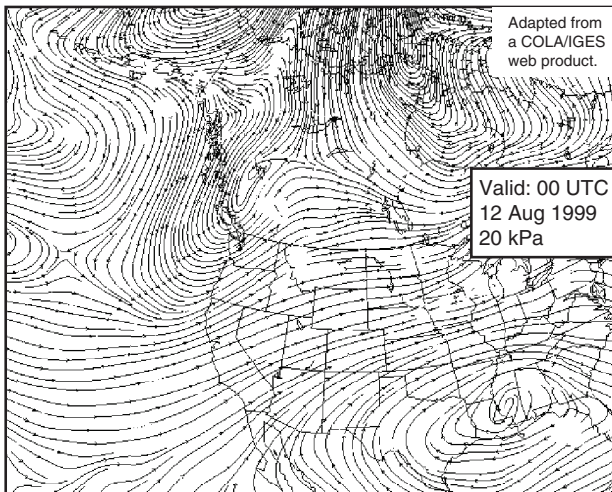 Adapted from
a COLA/IGES
web product.
Valid: 00 UTC
12 Aug 1999
20 kPa